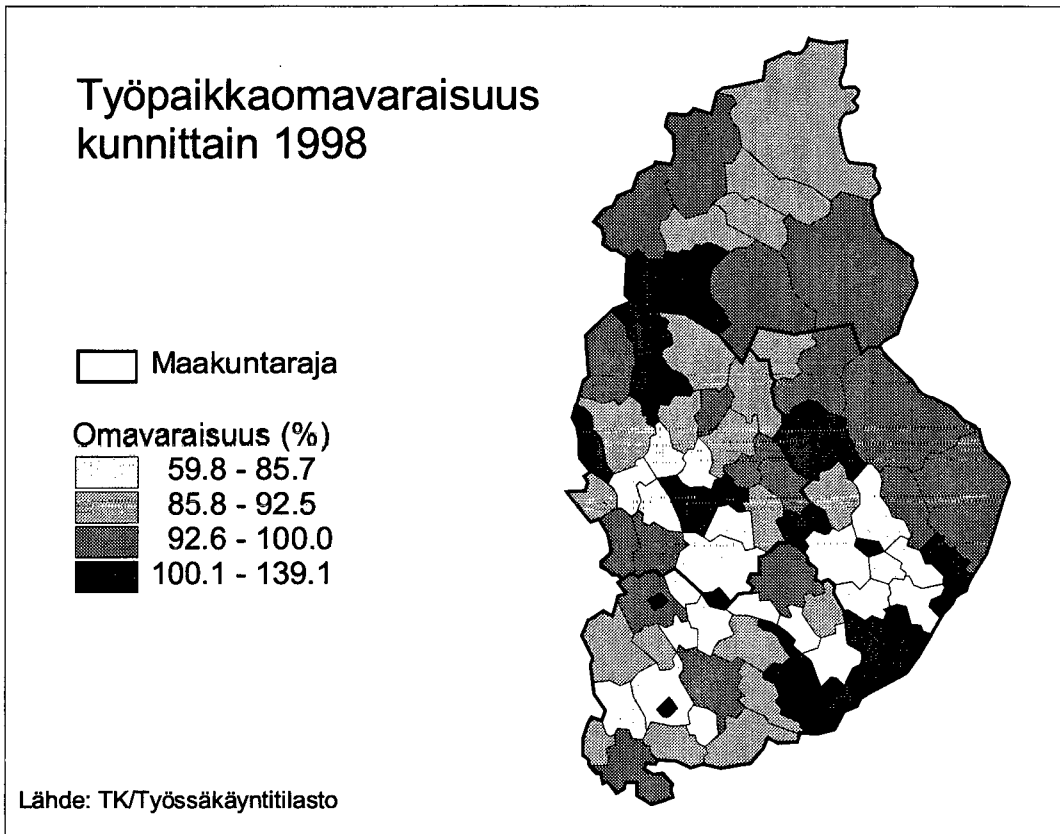 Työpaikkaomavaraisuus
kunnittain 1998
Maakuntaraja
Omavaraisuus (%)
59.8 - 85.7
85.8 - 92.5
92.6 - 100.0
100.1 - 139.1
Lähde: TK/Työssäkäyntitilasto